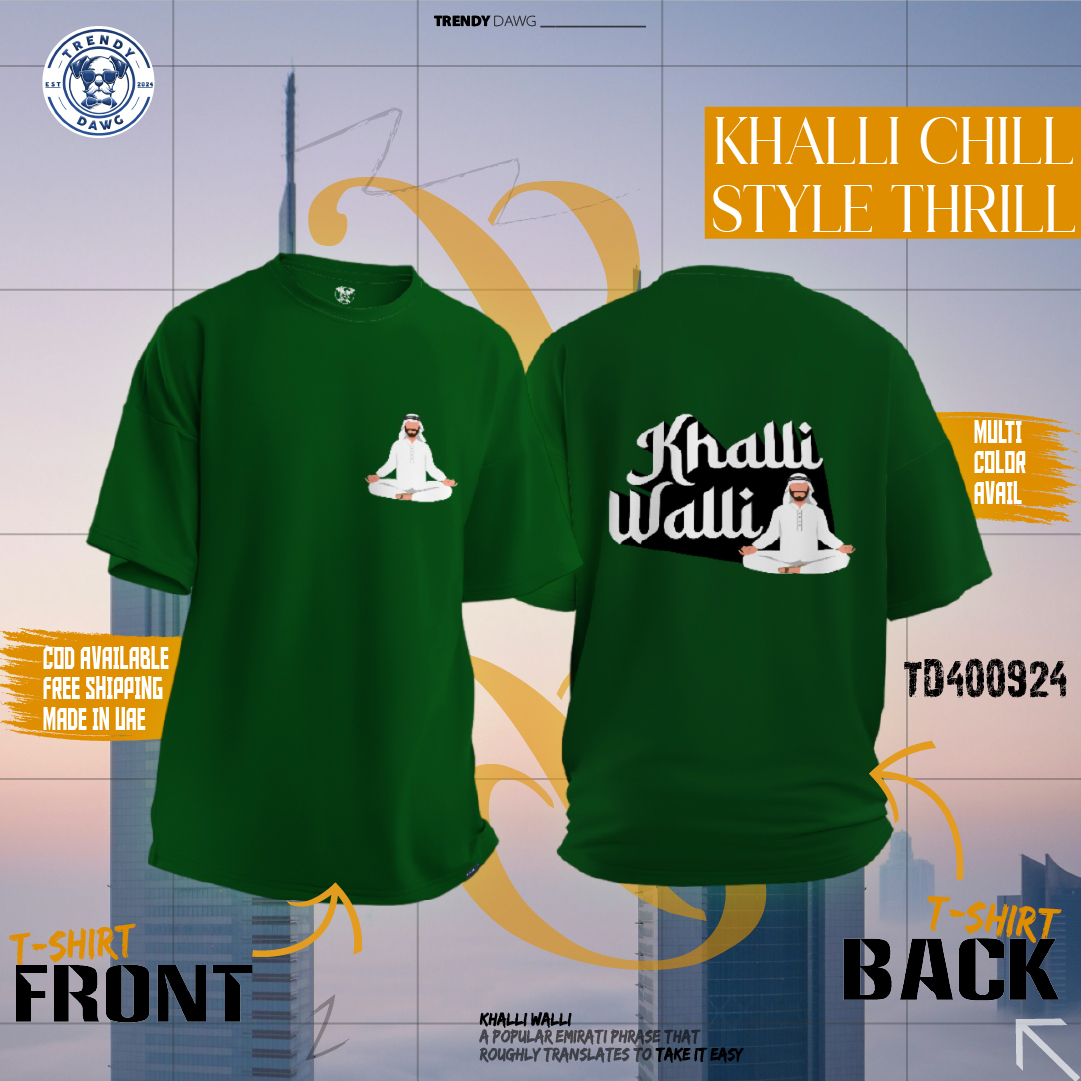 TRENDY DAWG
TRENDY
EST 2024
DAWG
KHALLI CHILL
STYLE THRILL
Khalli
Walli
MULTI
COLOR
AVAIL
COD AVAILABLE
FREE SHIPPING
MADE IN UAE
TD400924
T-SHIRT
FRONT
T-SHIRT
BACK
KHALLI WALLI
A POPULAR EMIRATI PHRASE THAT
ROUGHLY TRANSLATES TO TAKE IT EASY